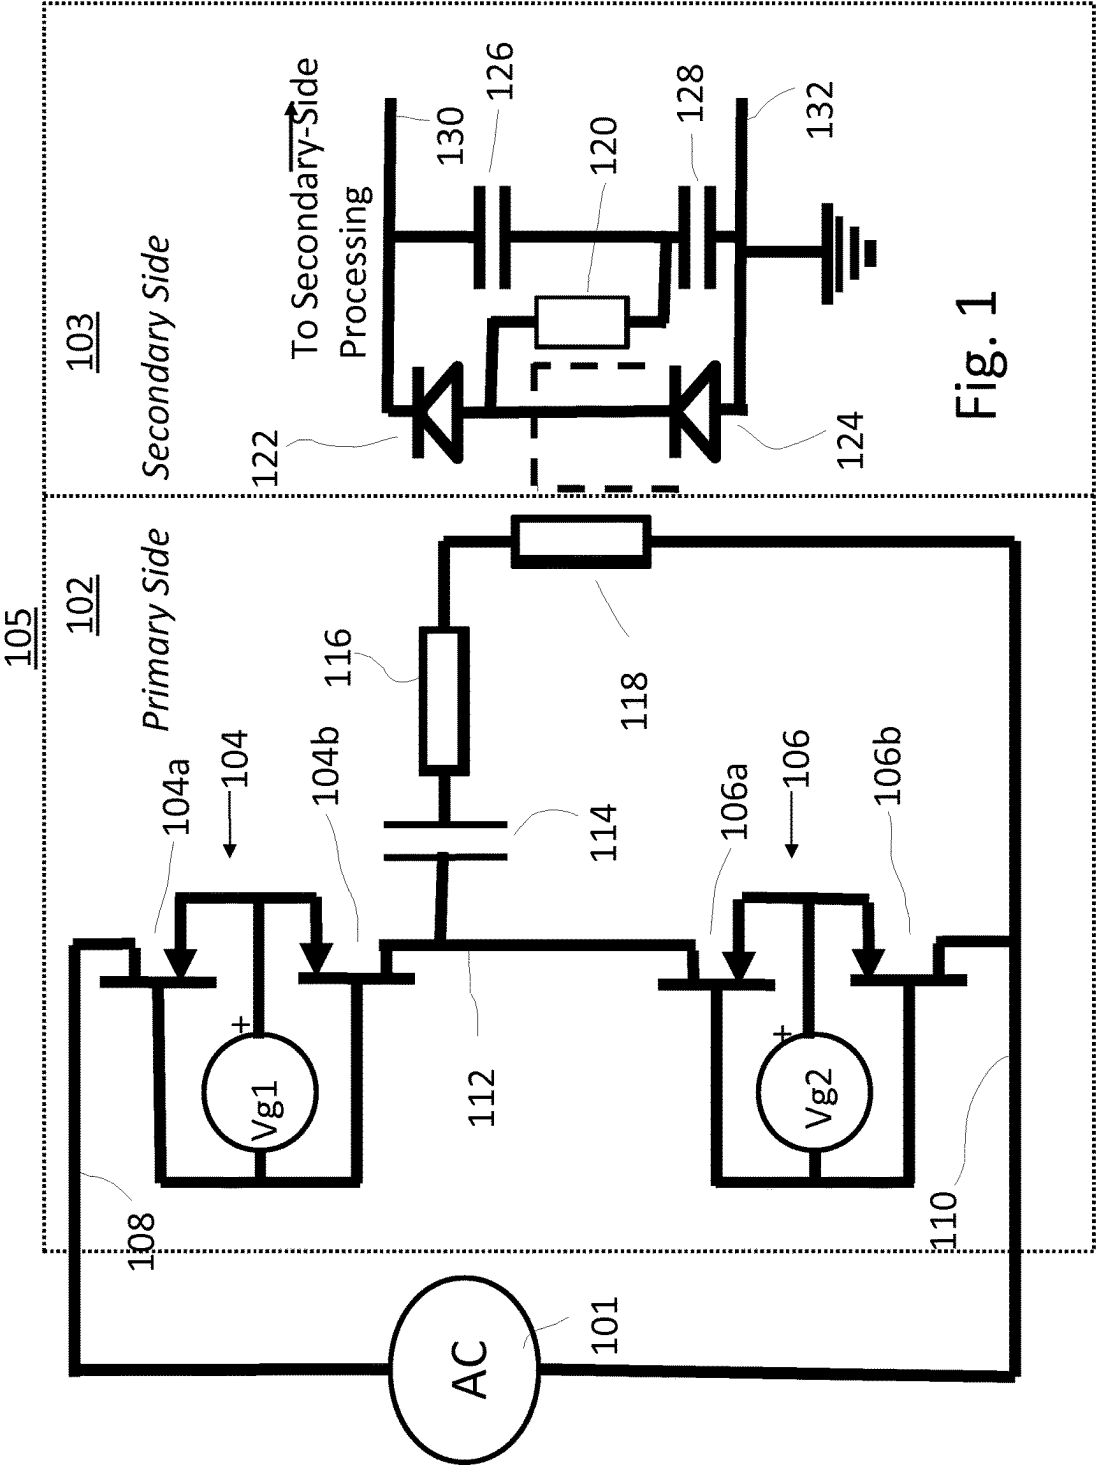 105
102
103
Primary Side
Secondary Side
104a
104
104b
116
118
114
106a
106
106b
+
Vg1
+
Vg2
112
108
110
AC
101
To Secondary-Side
Processing
122
124
130
126
120
128
132
Fig. 1